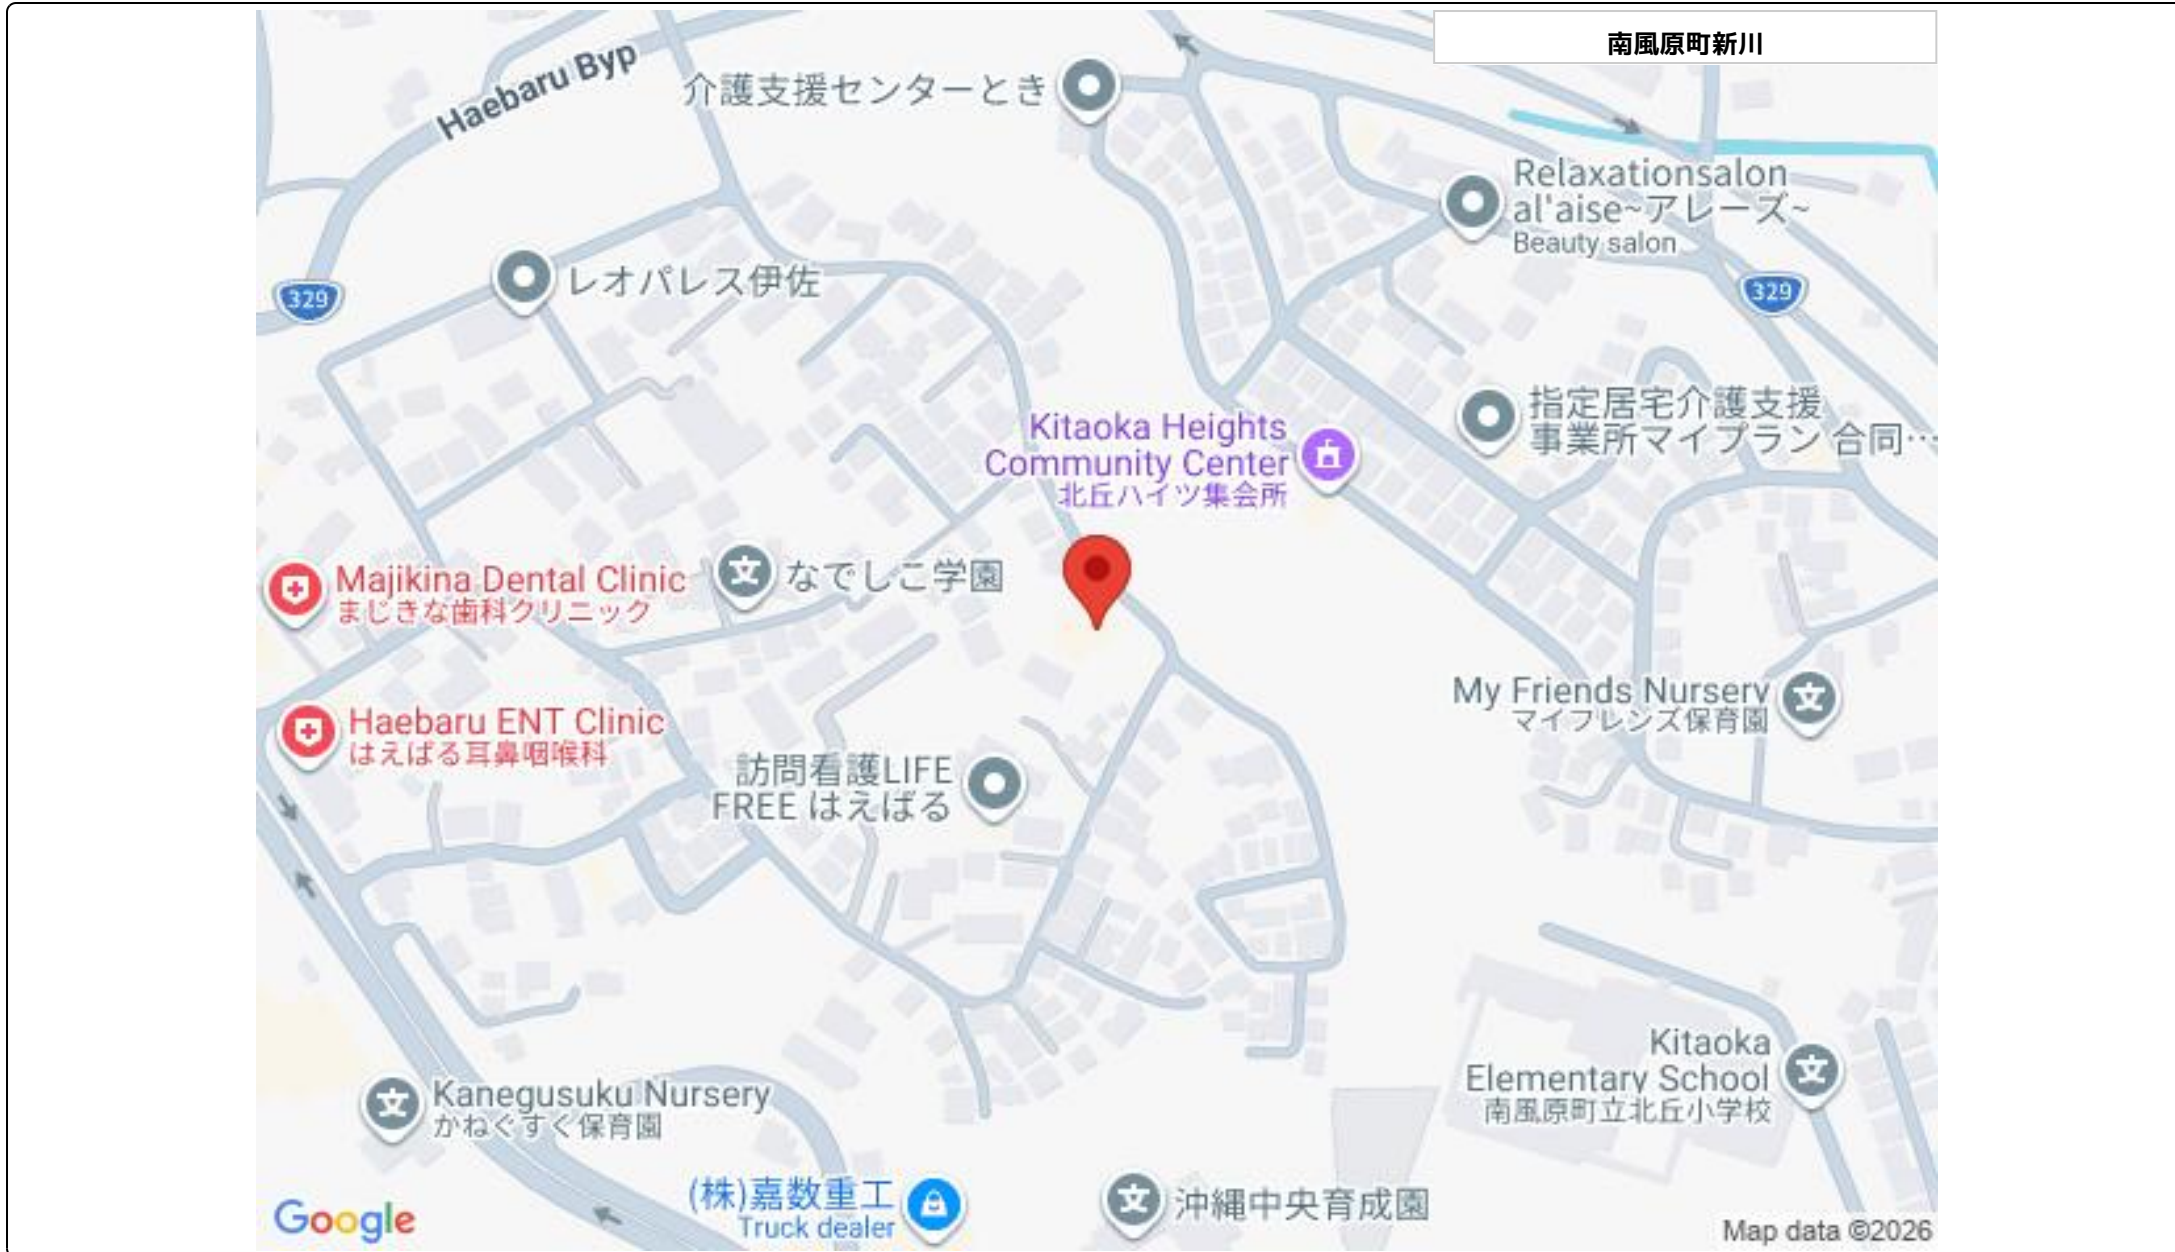 南風原町新川
Haebaru Byp
介護支援センターとき
Relaxationsalon
al'aise~アレーズ~
Beauty salon
レオパレス伊佐
329
329
指定居宅介護支援
事業所マイプラン 合同…
Kitaoka Heights
Community Center
北丘ハイツ集会所
Majikina Dental Clinic
まじきな歯科クリニック
なでしこ学園
My Friends Nursery
マイフレンズ保育園
Haebaru ENT Clinic
はえばる耳鼻咽喉科
訪問看護LIFE
FREE はえばる
Kitaoka
Elementary School
南風原町立北丘小学校
Kanegusuku Nursery
かねぐすく保育園
(株)嘉数重工
Truck dealer
沖縄中央育成園
Google
Map data ©2026